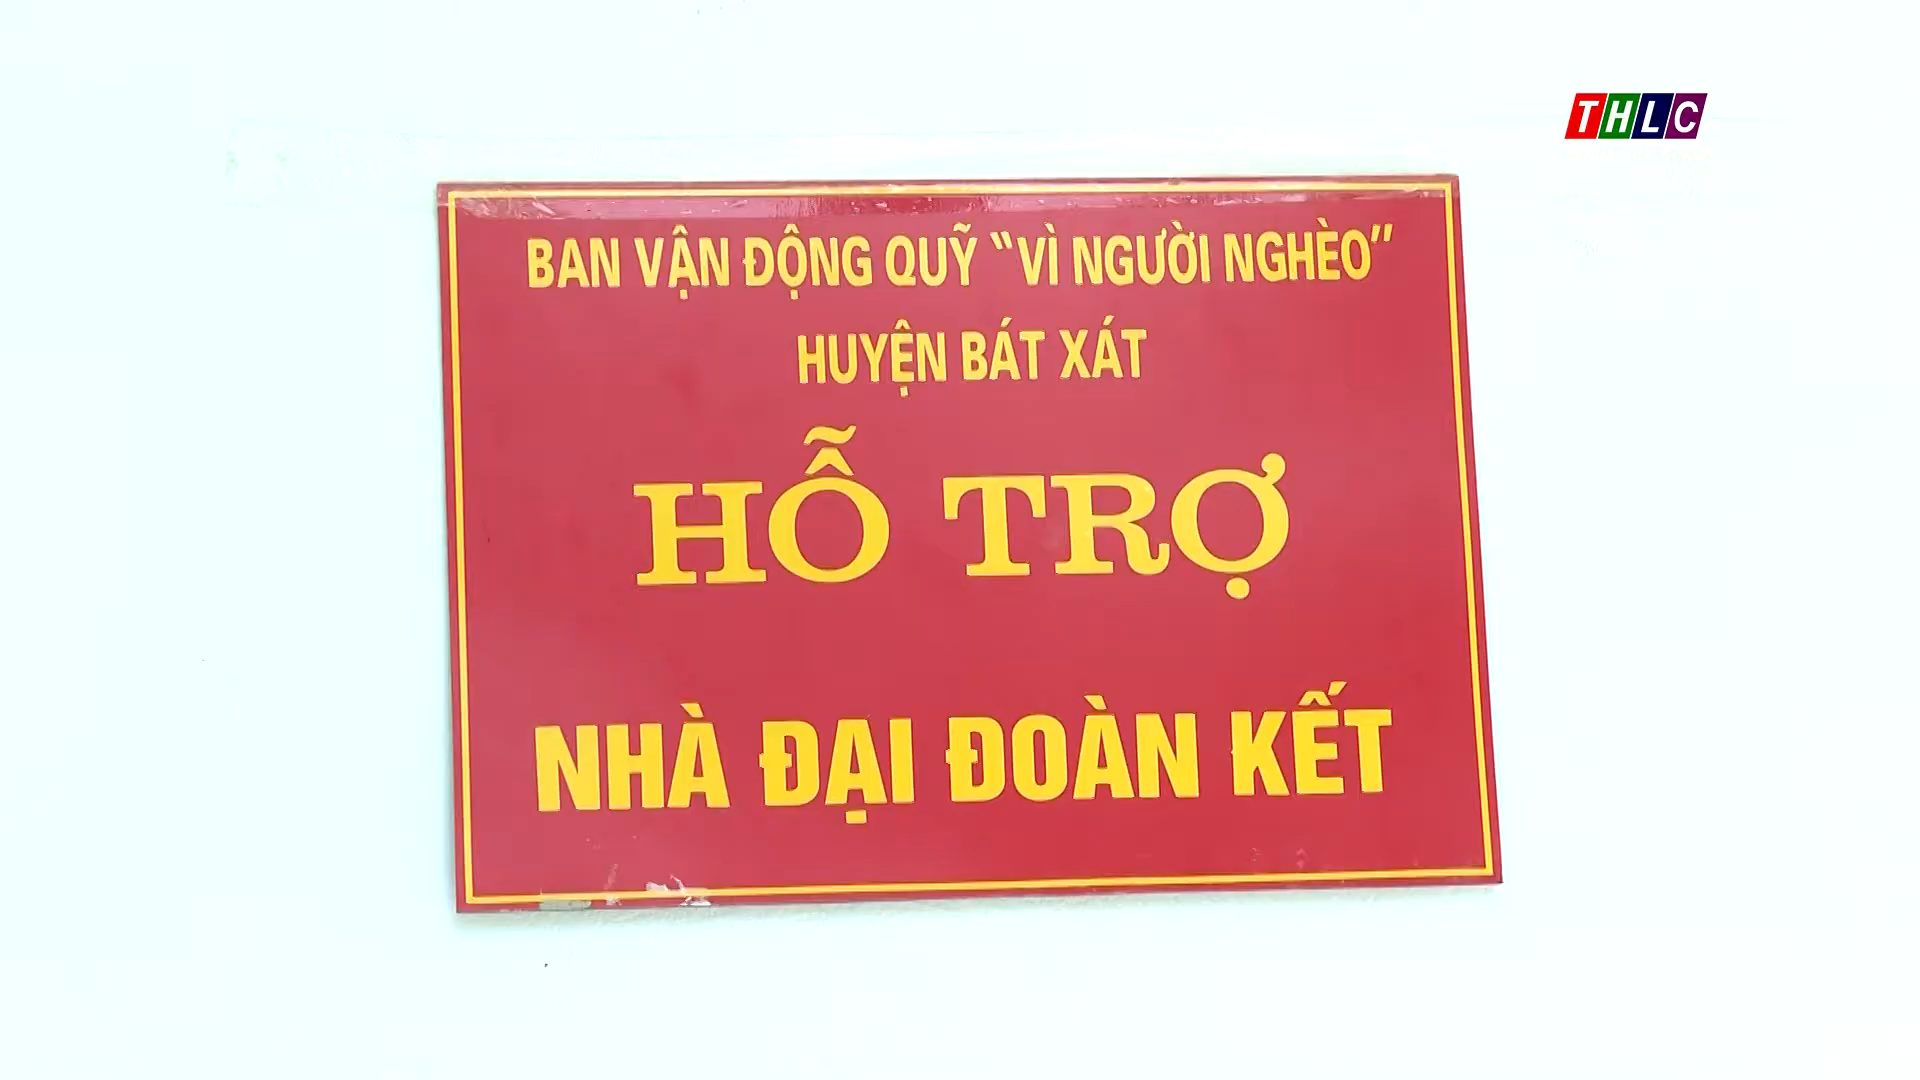 THLC
BAN VẬN ĐỘNG QUỸ "VÌ NGƯỜI NGHÈO"
HUYỆN BÁT XÁT
HỖ TRỢ
NHÀ ĐẠI ĐOÀN KẾT